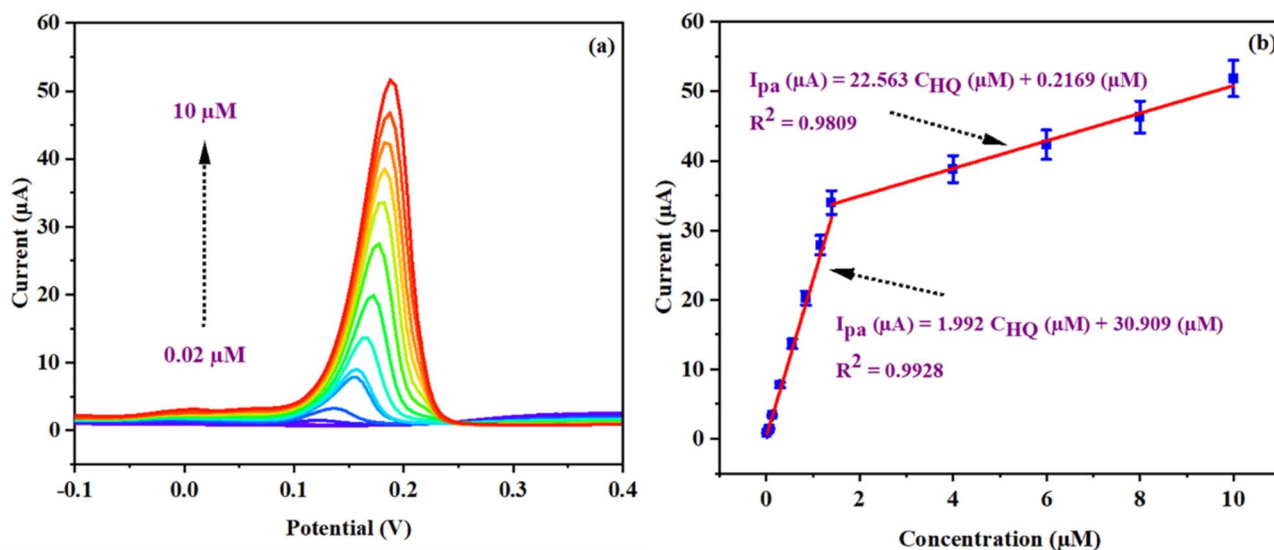 (a)
60
50
40
30
20
10
0
Current (µA)
10 µM
0.02 µM
-0.1
0.0
0.1
0.2
0.3
0.4
Potential (V)
(b)
60
50
40
30
20
10
0
Current (µA)
Ipa (µA) = 22.563 CHQ (µM) + 0.2169 (µM)
R² = 0.9809
Ipa (µA) = 1.992 CHQ (µM) + 30.909 (µM)
R² = 0.9928
0
2
4
6
8
10
Concentration (µM)